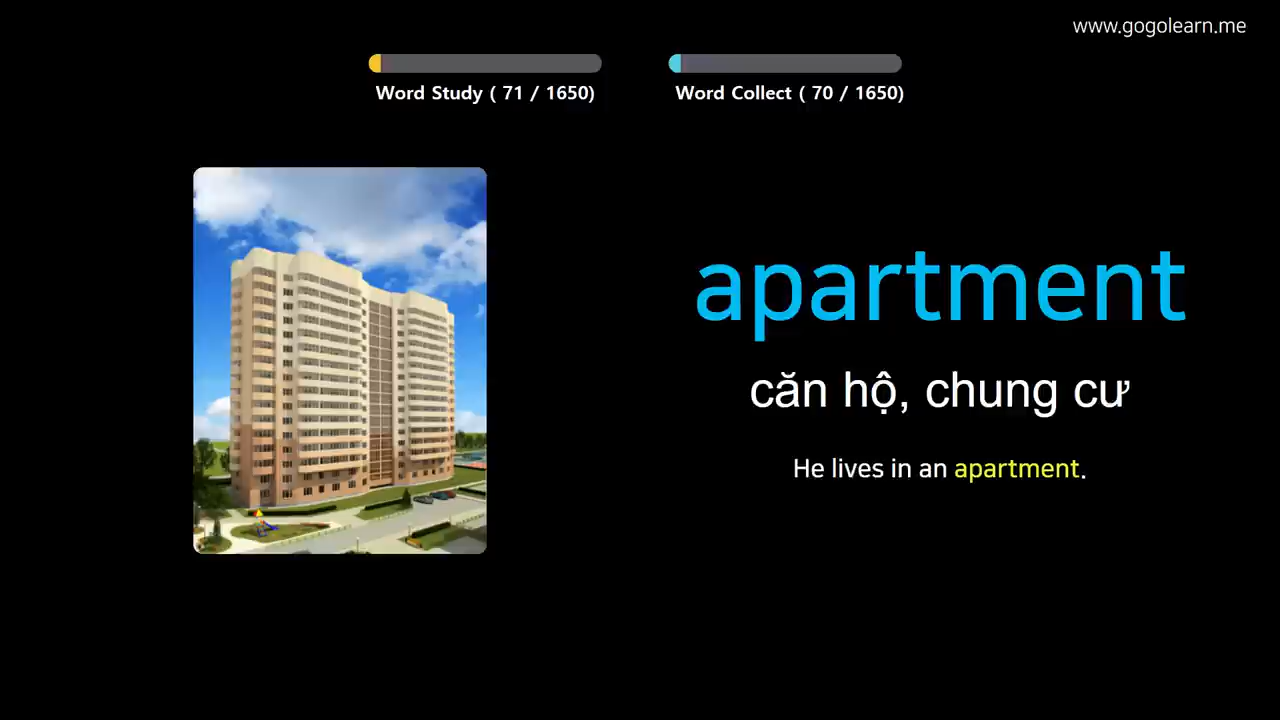 www.gogolearn.me
Word Study ( 71 / 1650)
Word Collect ( 70 / 1650)
apartment
căn hộ, chung cư
He lives in an apartment.